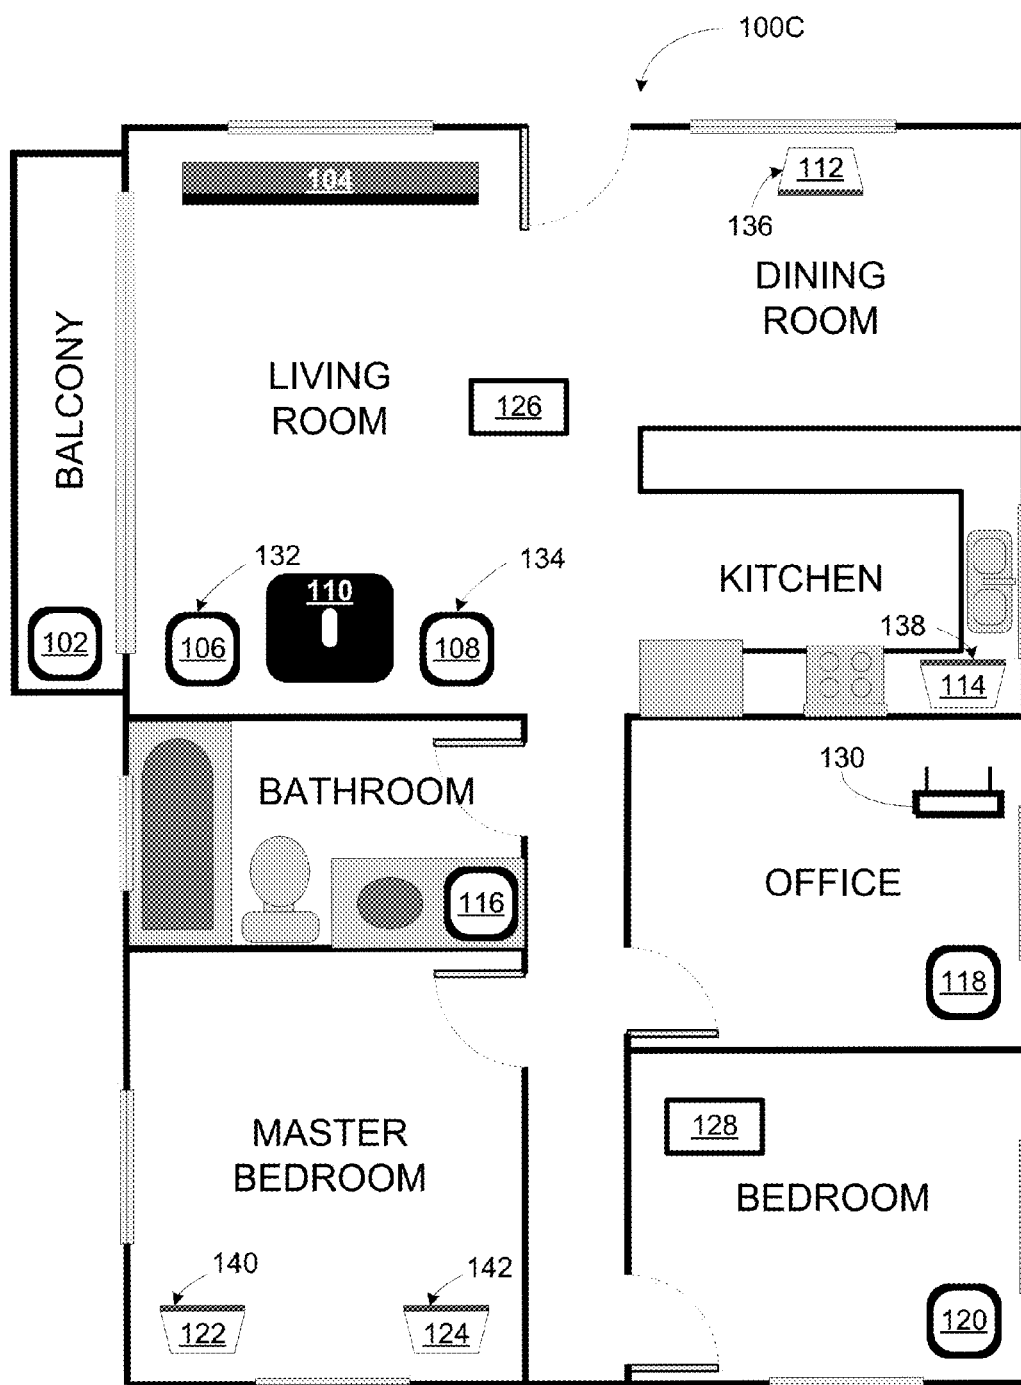 100C
104
112
136
DINING
ROOM
BALCONY
LIVING
ROOM
126
132
134
110
KITCHEN
102
106
108
138
114
130
BATHROOM
OFFICE
116
118
MASTER
BEDROOM
128
BEDROOM
140
142
122
124
120